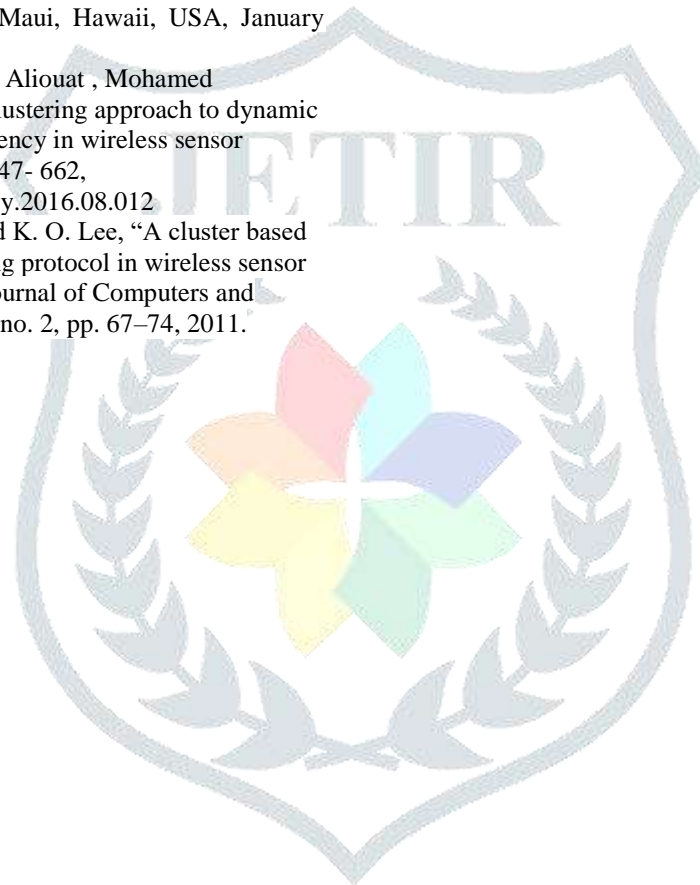 Maui, Hawaii, USA, January
Aliouat , Mohamed
lustering approach to dynamic
ency in wireless sensor
47- 662,
y.2016.08.012
d K. O. Lee, “A cluster based
g protocol in wireless sensor
ournal of Computers and
no. 2, pp. 67–74, 2011.
JETIR